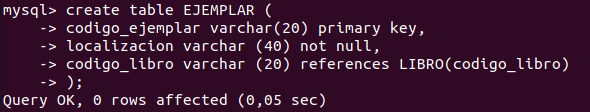 mysql> create table EJEMPLAR (
    -> codigo_ejemplar varchar(20) primary key,
    -> localizacion varchar (40) not null,
    -> codigo_libro varchar (20) references LIBRO(codigo_libro)
    -> );
Query OK, 0 rows affected (0,05 sec)